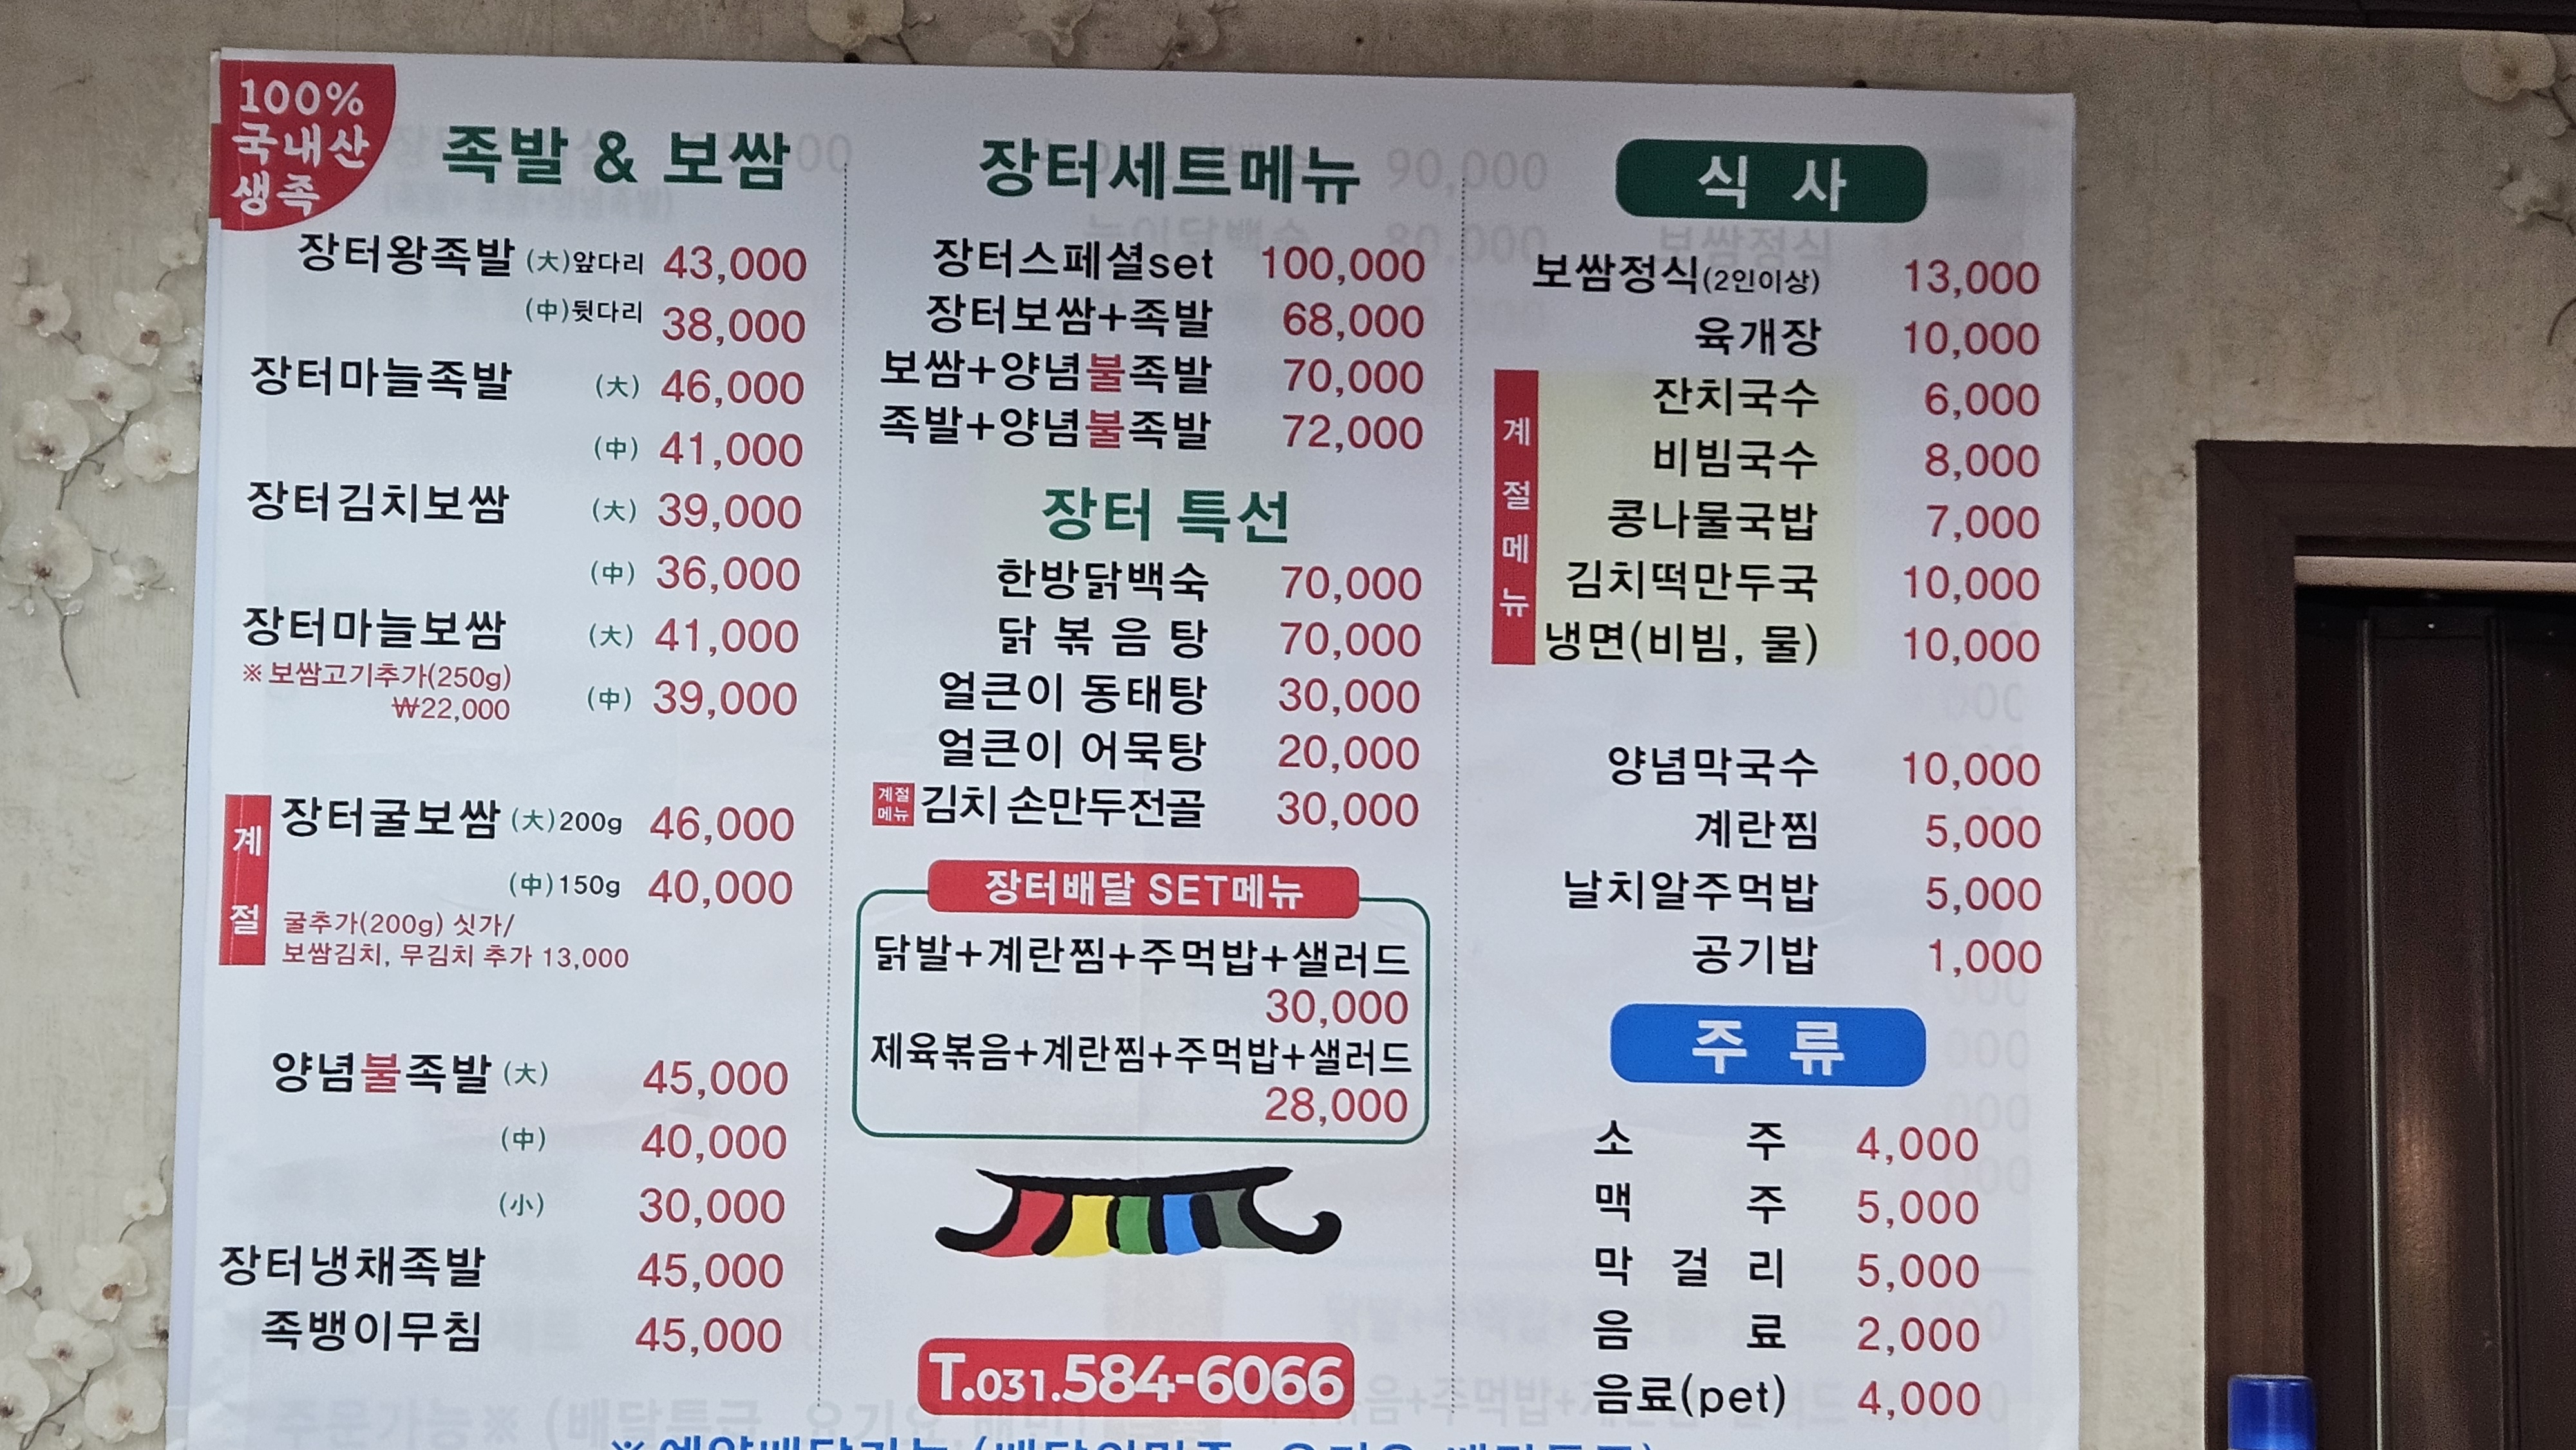 100%
국내산
생족
족발 & 보쌈
장터왕족발 (大)앞다리 43,000
(中)뒷다리 38,000
장터마늘족발 (大) 46,000
(中) 41,000
장터김치보쌈 (大) 39,000
(中) 36,000
장터마늘보쌈 (大) 41,000
※보쌈고기추가(250g)
₩22,000
(中) 39,000
계절
장터굴보쌈 (大)200g 46,000
(中)150g 40,000
굴추가(200g) 싯가/
보쌈김치, 무김치 추가 13,000
양념불족발 (大) 45,000
(中) 40,000
(小) 30,000
장터냉채족발 45,000
족뱅이무침 45,000
장터세트메뉴
장터스페셜set 100,000
장터보쌈+족발 68,000
보쌈+양념불족발 70,000
족발+양념불족발 72,000
장터 특선
한방닭백숙 70,000
닭 볶 음 탕 70,000
얼큰이 동태탕 30,000
얼큰이 어묵탕 20,000
계절
메뉴
김치 손만두전골 30,000
장터배달 SET메뉴
닭발+계란찜+주먹밥+샐러드
30,000
제육볶음+계란찜+주먹밥+샐러드
28,000
T.031.584-6066
식 사
보쌈정식(2인이상) 13,000
육개장 10,000
계절메뉴
잔치국수 6,000
비빔국수 8,000
콩나물국밥 7,000
김치떡만두국 10,000
냉면(비빔, 물) 10,000
양념막국수 10,000
계란찜 5,000
날치알주먹밥 5,000
공기밥 1,000
주 류
소 주 4,000
맥 주 5,000
막 걸 리 5,000
음 료 2,000
음료(pet) 4,000